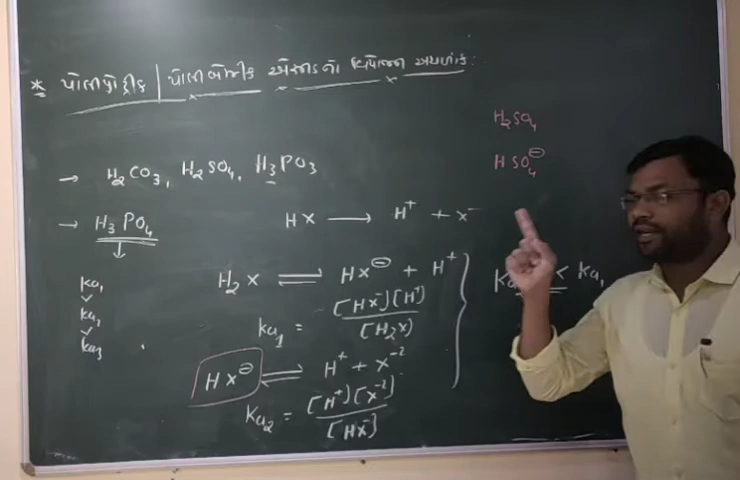 * પોલીપ્રોટીક | પોલીબેઝીક એસીડનો વિયોજન અચળાંક:
→ H₂CO₃, H₂SO₄, H₃PO₃
→ H₃PO₄
↓
Ka₁
Ka₂
Ka₃
HX ⟶ H⁺ + X⁻
H₂X ⇌ HX⊖ + H⁺
Ka₁ = [HX⁻][H⁺] / [H₂X]
HX⊖ ⇌ H⁺ + X⁻²
Ka₂ = [H⁺][X⁻²] / [HX⁻]
H₂SO₄
HSO₄⊖
< Ka₁